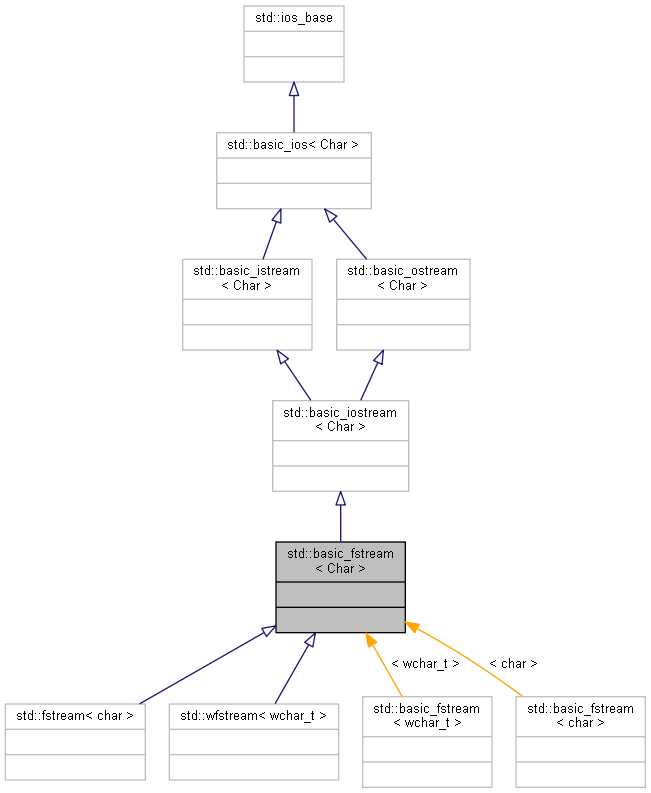 std::ios_base
std::basic_ios< Char >
std::basic_istream
< Char >
std::basic_ostream
< Char >
std::basic_iostream
< Char >
std::basic_fstream
< Char >
< wchar_t >
< char >
std::fstream< char >
std::wfstream< wchar_t >
std::basic_fstream
< wchar_t >
std::basic_fstream
< char >